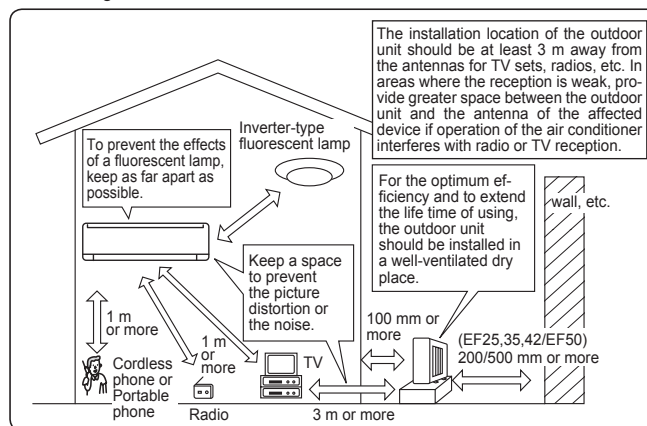 The installation location of the outdoor
unit should be at least 3 m away from
the antennas for TV sets, radios, etc. In
areas where the reception is weak, pro-
vide greater space between the outdoor
unit and the antenna of the affected
device if operation of the air conditioner
interferes with radio or TV reception.
Inverter-type
fluorescent lamp
To prevent the effects
of a fluorescent lamp,
keep as far apart as
possible.
For the optimum ef-
ficiency and to extend
the life time of using,
the outdoor unit
should be installed in
a well-ventilated dry
place.
wall, etc.
Keep a space
to prevent
the picture
distortion or
the noise.
1 m
or more
1 m
or
more
100 mm or
more
(EF25,35,42/EF50)
200/500 mm or more
Cordless
phone or
Portable
phone
TV
Radio
3 m or more